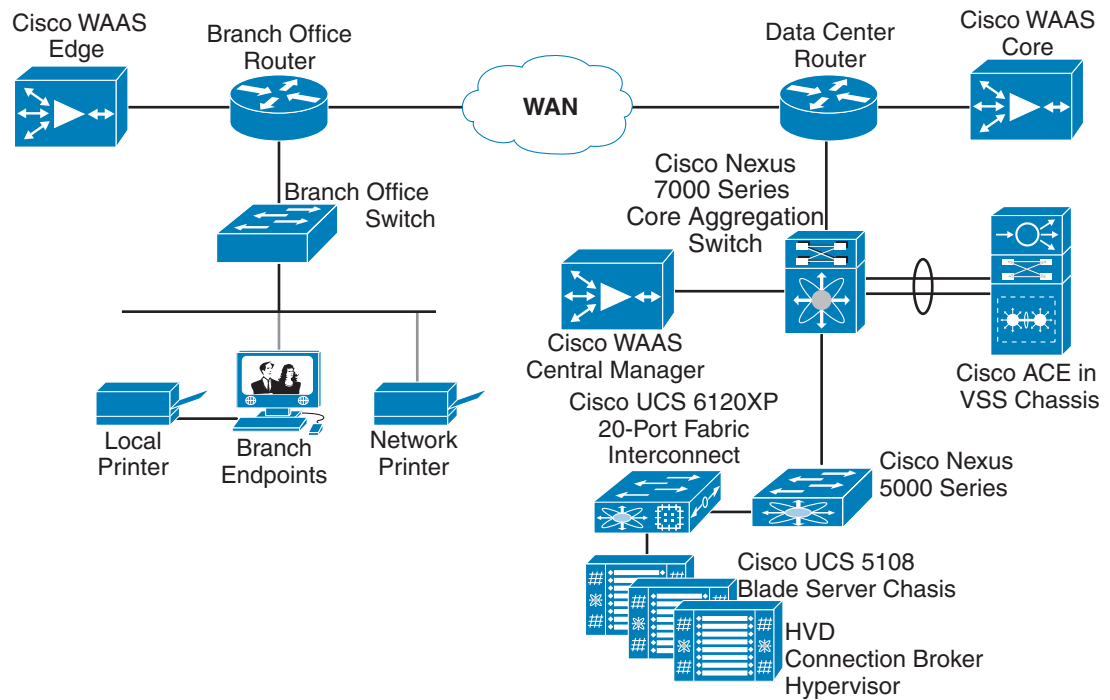 Cisco WAAS
Edge
Branch Office
Router
WAN
Data Center
Router
Cisco WAAS
Core
Branch Office
Switch
Cisco Nexus
7000 Series
Core Aggregation
Switch
Cisco WAAS
Central Manager
Cisco ACE in
VSS Chassis
Local
Printer
Branch
Endpoints
Network
Printer
Cisco UCS 6120XP
20-Port Fabric
Interconnect
Cisco Nexus
5000 Series
Cisco UCS 5108
Blade Server Chasis
HVD
Connection Broker
Hypervisor